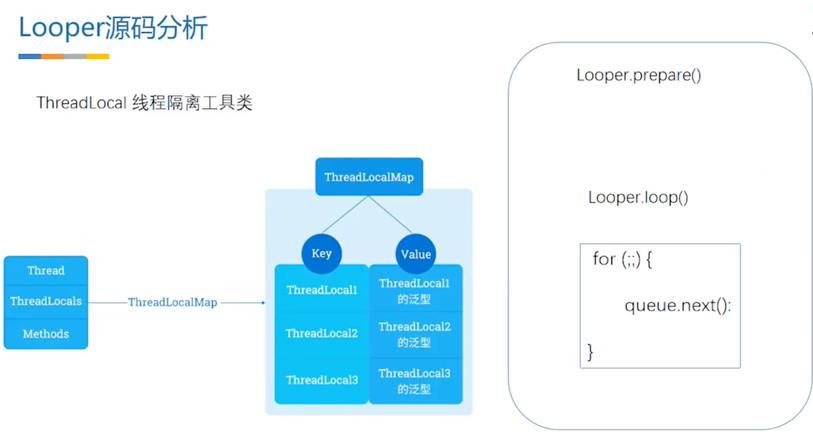 Looper源码分析
ThreadLocal 线程隔离工具类
ThreadLocalMap
Key
Value
ThreadLocal1
ThreadLocal1
的泛型
ThreadLocal2
ThreadLocal2
的泛型
ThreadLocal3
ThreadLocal3
的泛型
Thread
ThreadLocals
Methods
ThreadLocalMap
Looper.prepare()
Looper.loop()
for (;;) {
queue.next():
}